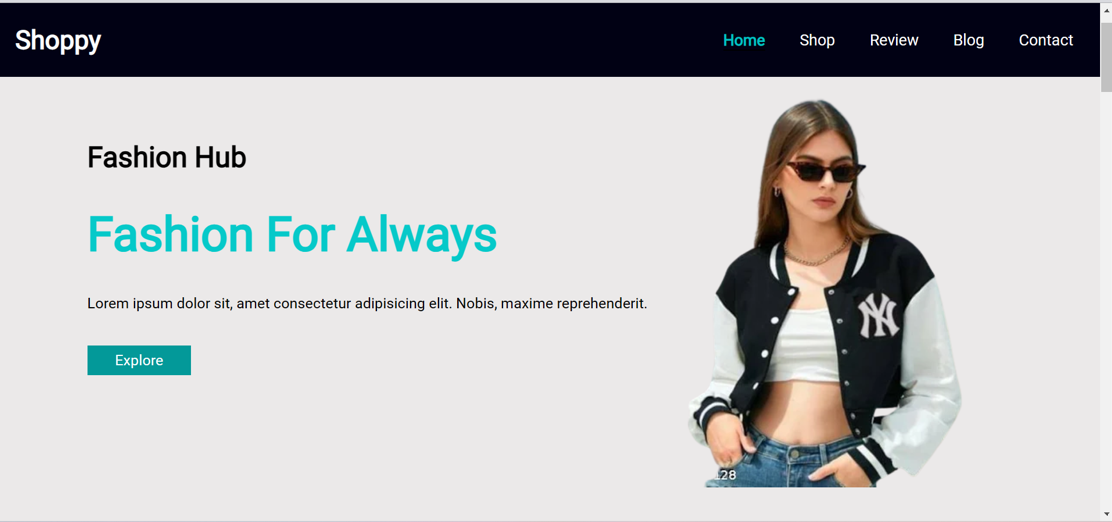 Shoppy
Home Shop Review Blog Contact
Fashion Hub
Fashion For Always
Lorem ipsum dolor sit, amet consectetur adipisicing elit. Nobis, maxime reprehenderit.
Explore
NY
128